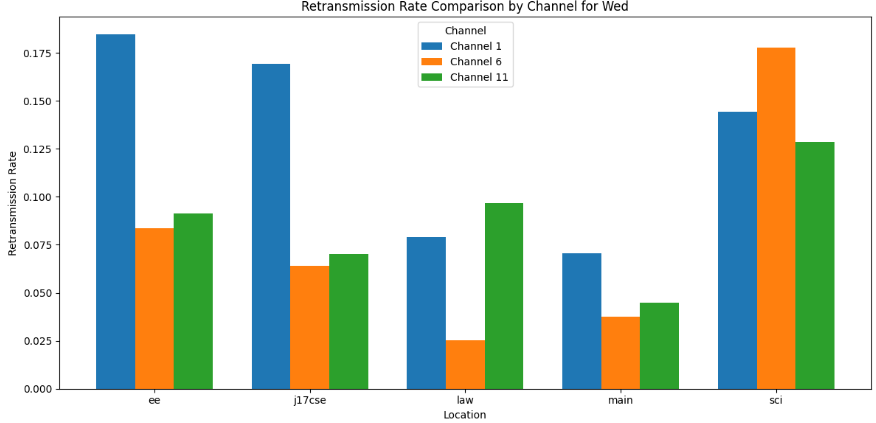 Retransmission Rate Comparison by Channel for Wed
Channel
Channel 1
Channel 6
Channel 11
Retransmission Rate
0.175
0.150
0.125
0.100
0.075
0.050
0.025
0.000
ee
j17cse
law
main
sci
Location